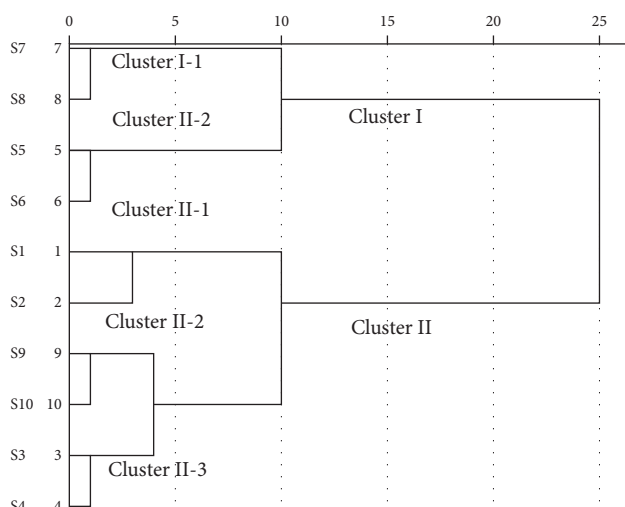 0 5 10 15 20 25
S7 7
Cluster I-1
S8 8
Cluster II-2
Cluster I
S5 5
S6 6
Cluster II-1
S1 1
S2 2
Cluster II-2
Cluster II
S9 9
S10 10
S3 3
Cluster II-3
S4 4